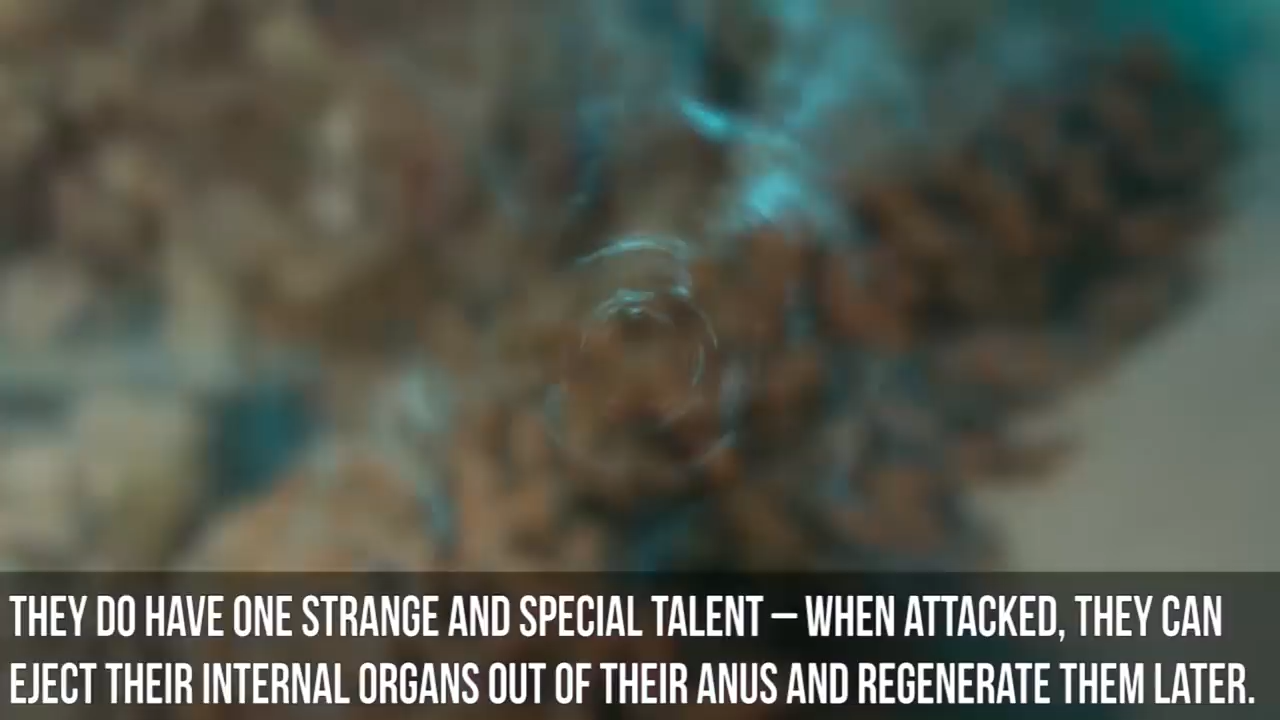 THEY DO HAVE ONE STRANGE AND SPECIAL TALENT – WHEN ATTACKED, THEY CAN
EJECT THEIR INTERNAL ORGANS OUT OF THEIR ANUS AND REGENERATE THEM LATER.